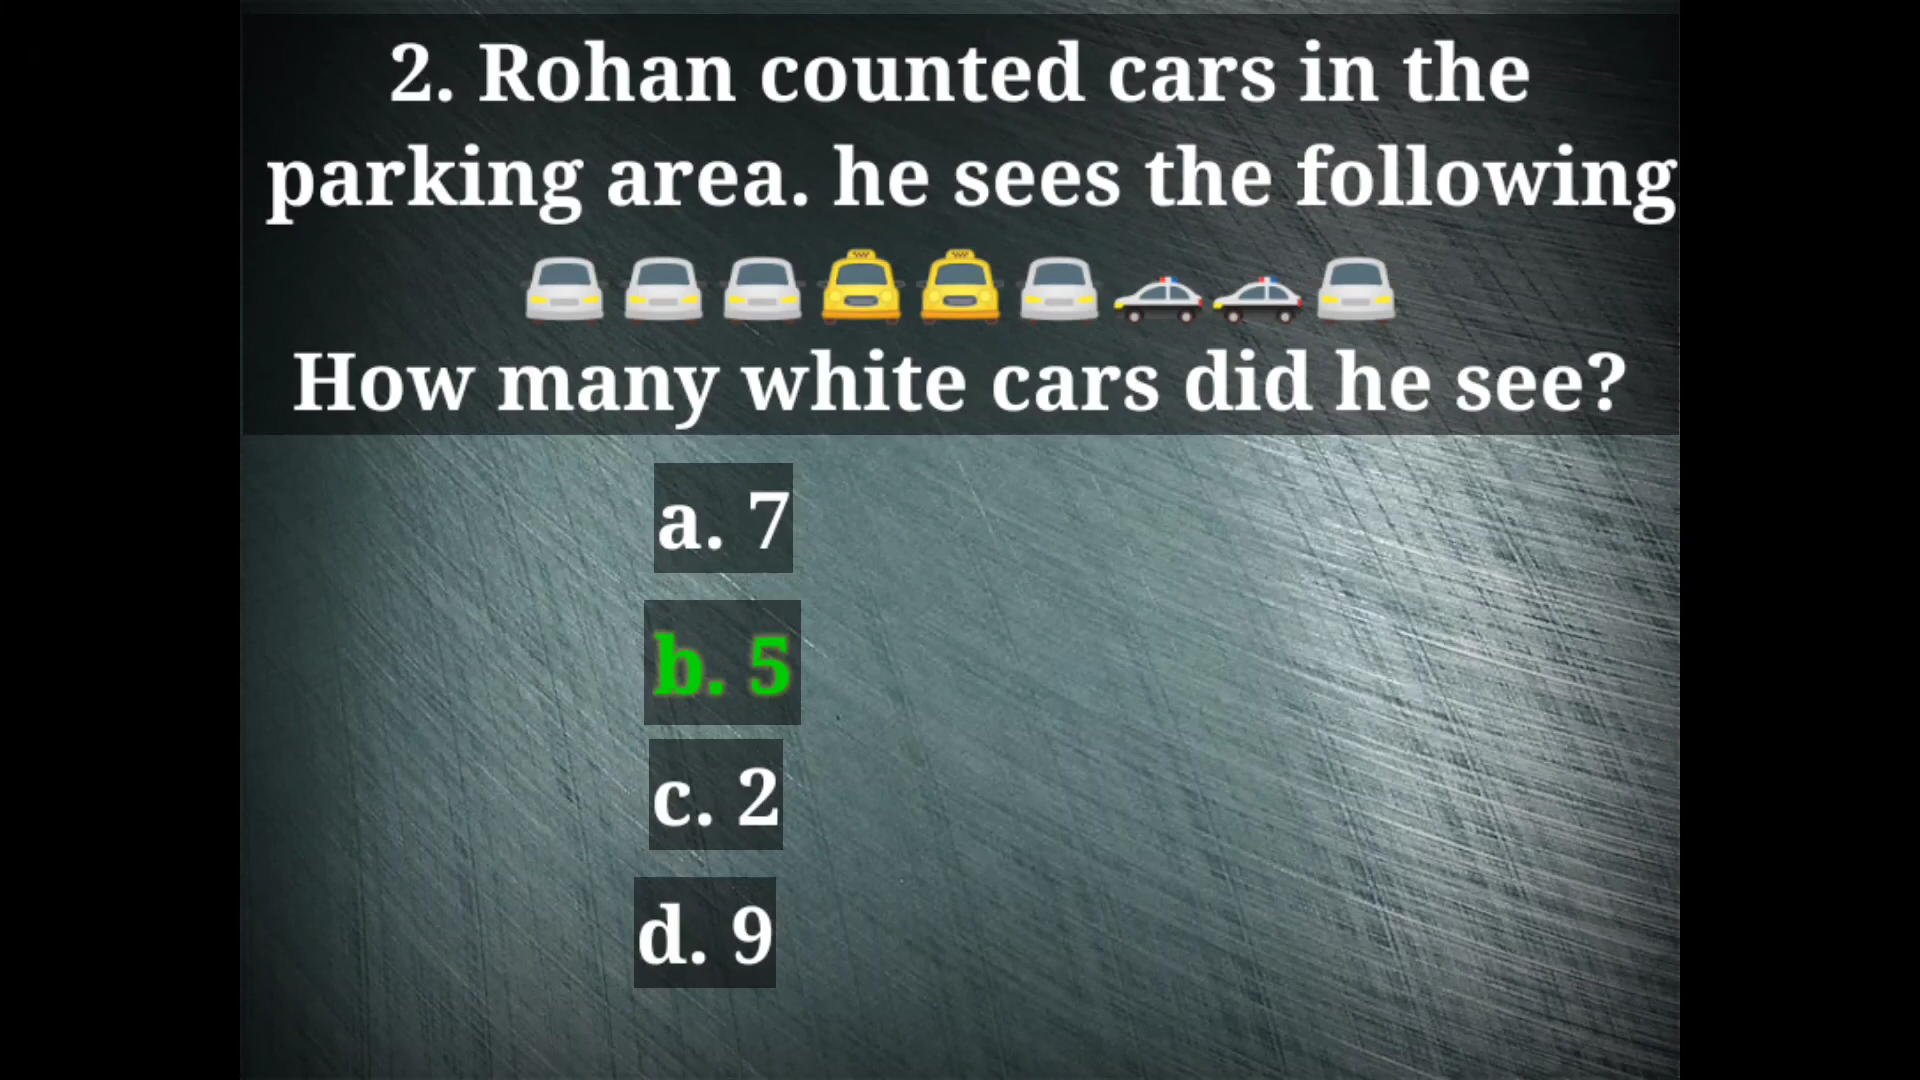 2. Rohan counted cars in the
parking area. he sees the following
How many white cars did he see?
a. 7
b. 5
c. 2
d. 9